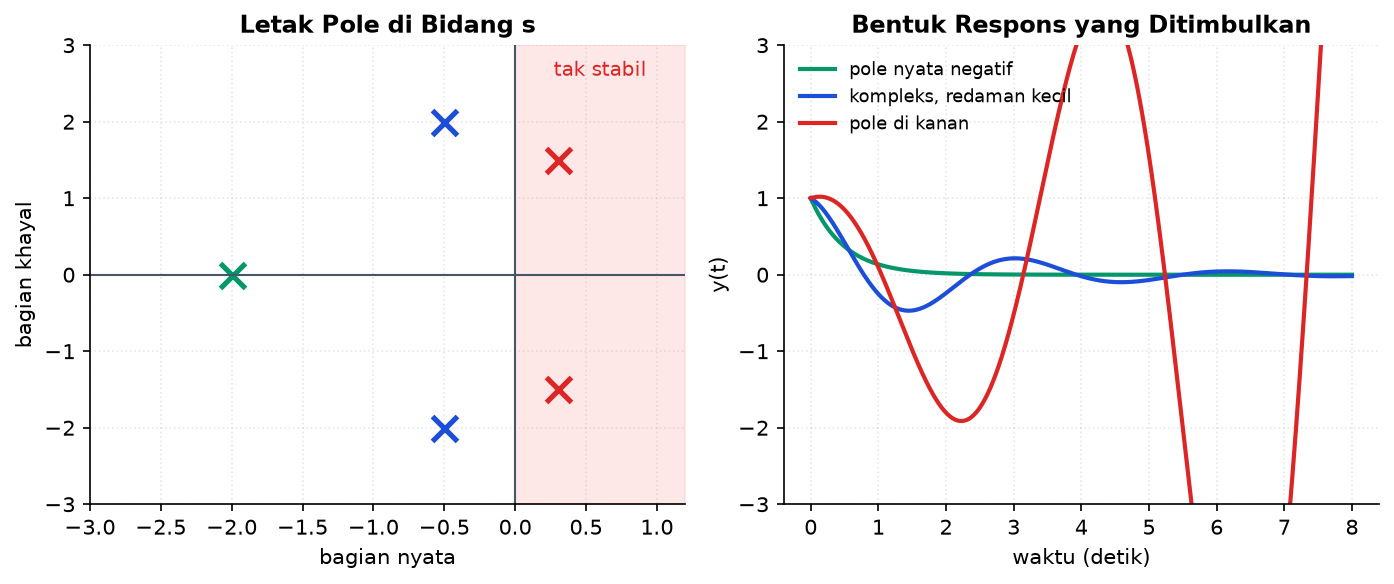 Letak Pole di Bidang s
3
2
1
0
−1
−2
−3
bagian khayal
tak stabil
−3.0 −2.5 −2.0 −1.5 −1.0 −0.5 0.0 0.5 1.0
bagian nyata
Bentuk Respons yang Ditimbulkan
3
2
1
0
−1
−2
−3
y(t)
pole nyata negatif
kompleks, redaman kecil
pole di kanan
0 1 2 3 4 5 6 7 8
waktu (detik)